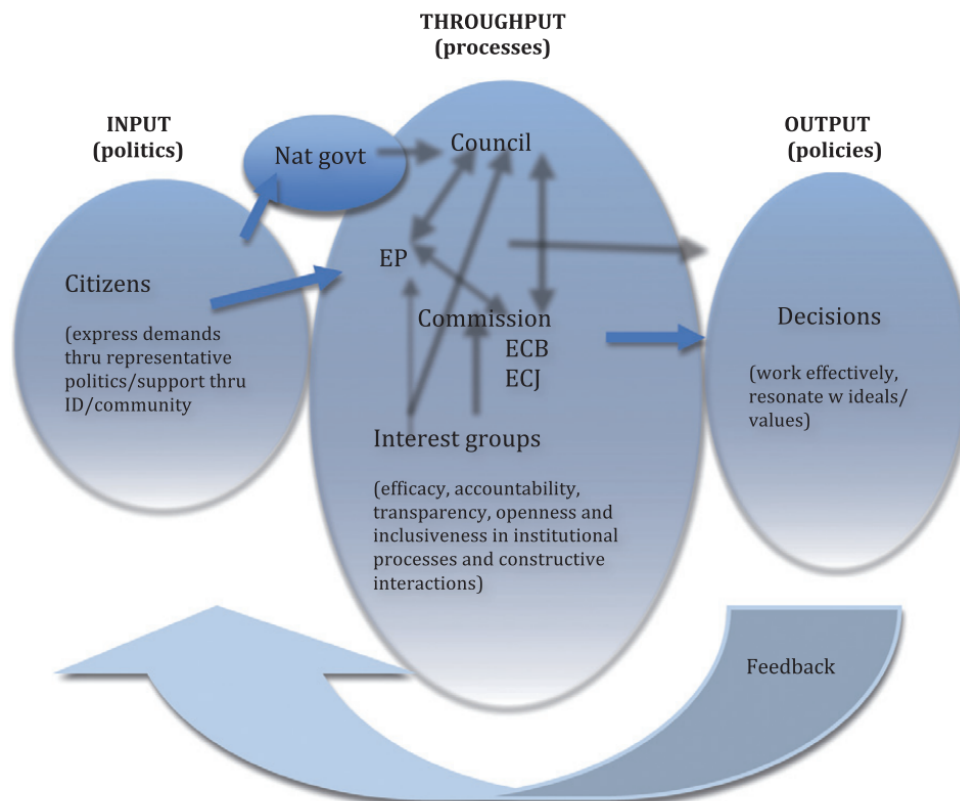 THROUGHPUT
(processes)
INPUT
(politics)
OUTPUT
(policies)
Nat govt
Council
EP
Citizens
(express demands
thru representative
politics/support thru
ID/community
Commission
ECB
ECJ
Decisions
(work effectively,
resonate w ideals/
values)
Interest groups
(efficacy, accountability,
transparency, openness and
inclusiveness in institutional
processes and constructive
interactions)
Feedback